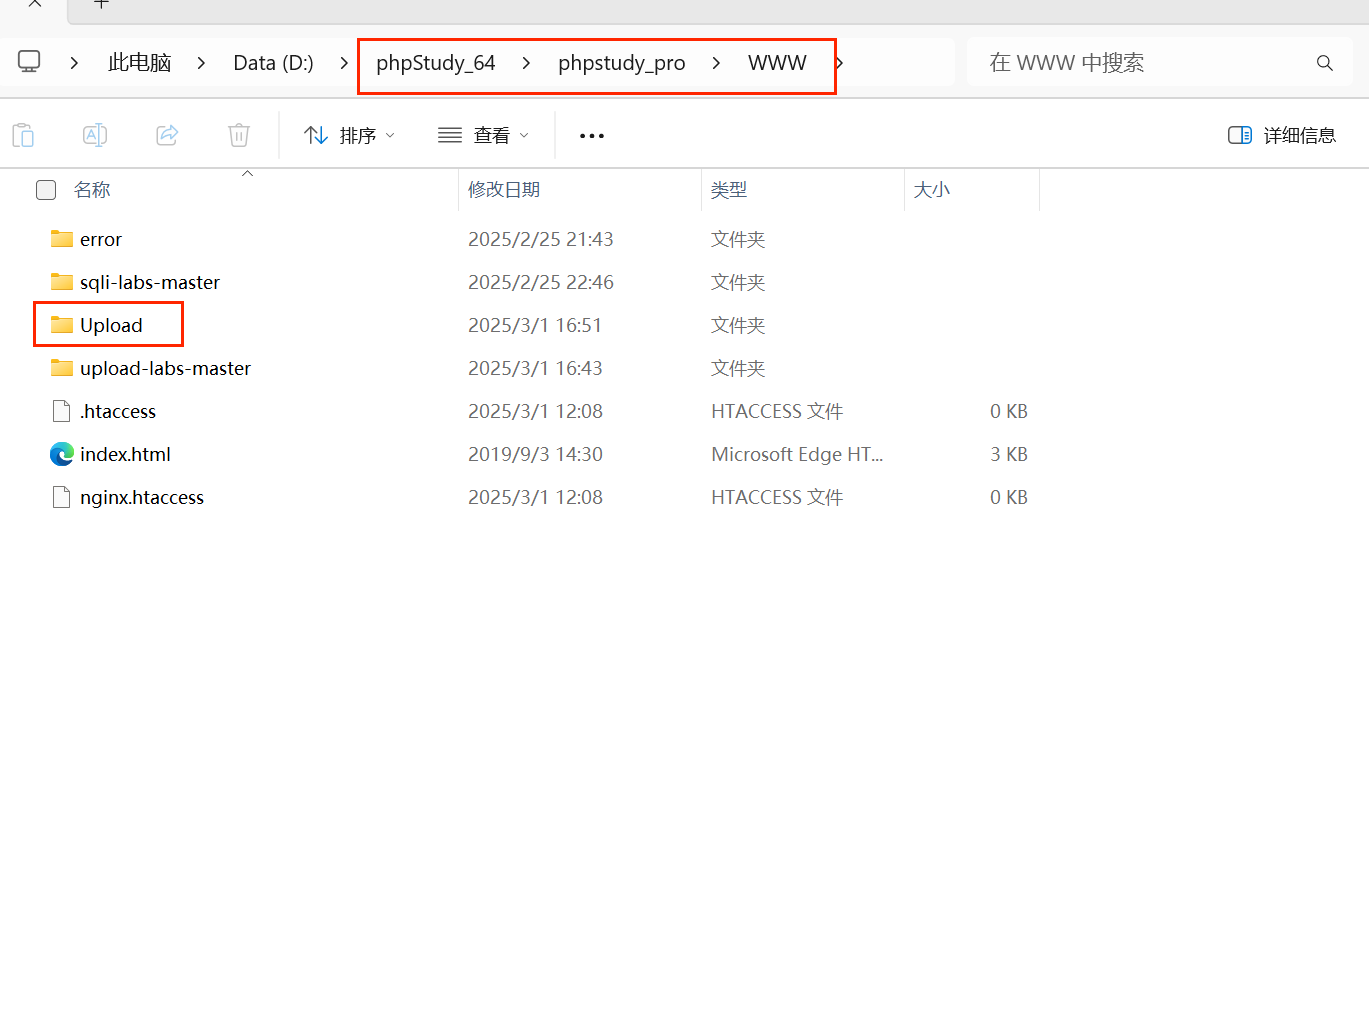 此电脑 Data (D:) phpStudy_64 phpstudy_pro WWW 在 WWW 中搜索
排序 查看 详细信息
名称 修改日期 类型 大小
error 2025/2/25 21:43 文件夹
sqli-labs-master 2025/2/25 22:46 文件夹
Upload 2025/3/1 16:51 文件夹
upload-labs-master 2025/3/1 16:43 文件夹
.htaccess 2025/3/1 12:08 HTACCESS 文件 0 KB
index.html 2019/9/3 14:30 Microsoft Edge HT... 3 KB
nginx.htaccess 2025/3/1 12:08 HTACCESS 文件 0 KB